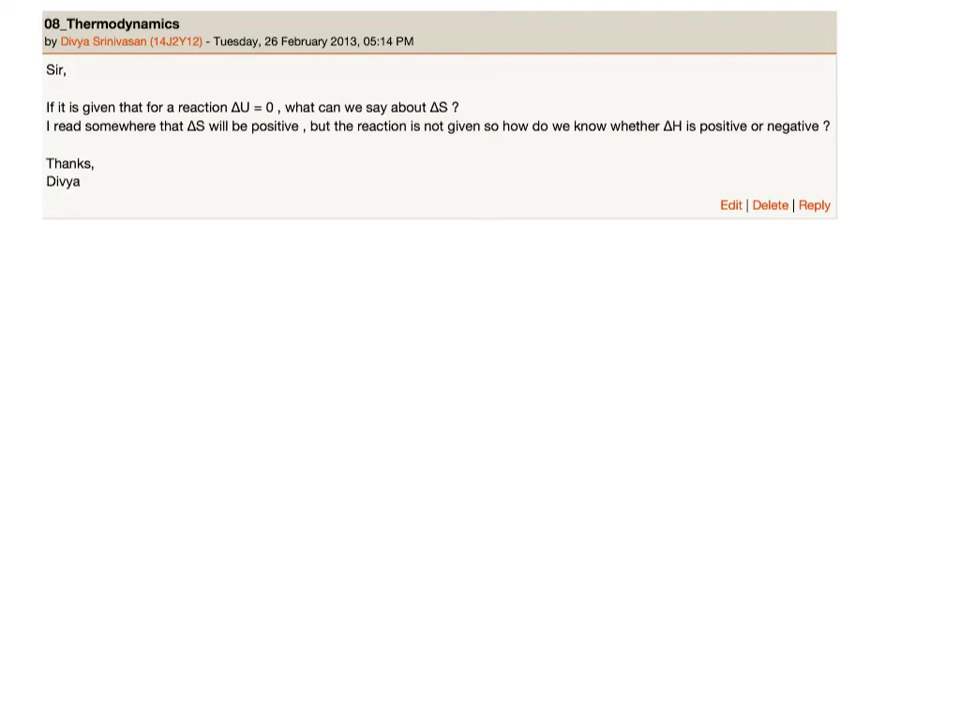 08_Thermodynamics
by Divya Srinivasan (14J2Y12) - Tuesday, 26 February 2013, 05:14 PM
Sir,
If it is given that for a reaction ΔU = 0 , what can we say about ΔS ?
I read somewhere that ΔS will be positive , but the reaction is not given so how do we know whether ΔH is positive or negative ?
Thanks,
Divya
Edit | Delete | Reply